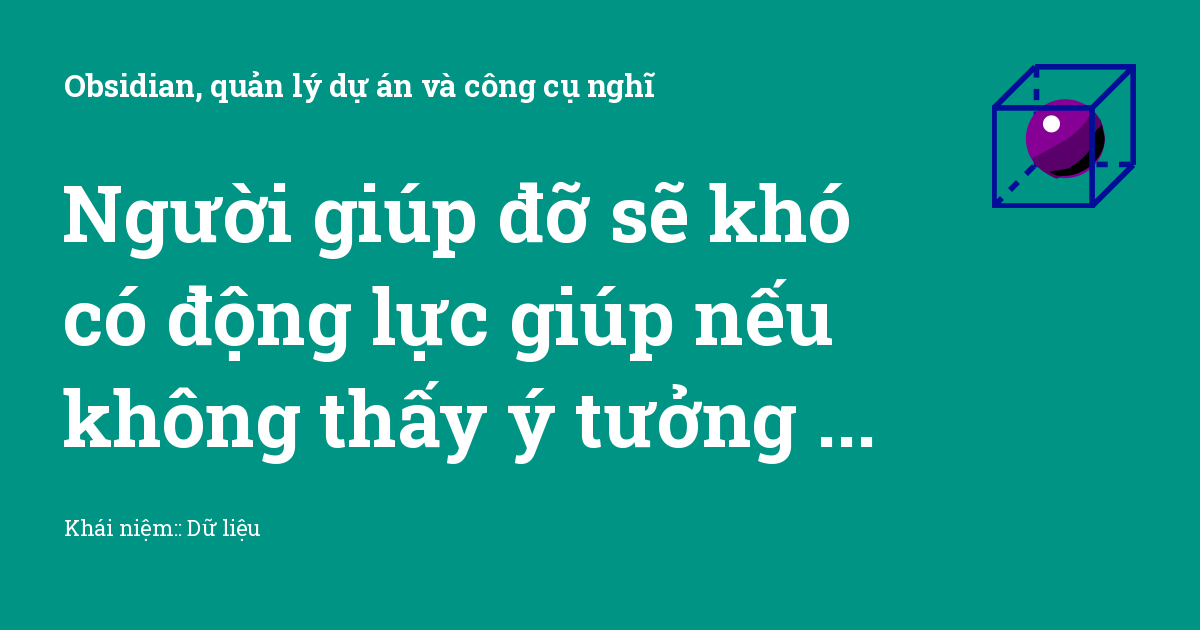 Obsidian, quản lý dự án và công cụ nghĩ
Người giúp đỡ sẽ khó
có động lực giúp nếu
không thấy ý tưởng ...
Khái niệm:: Dữ liệu